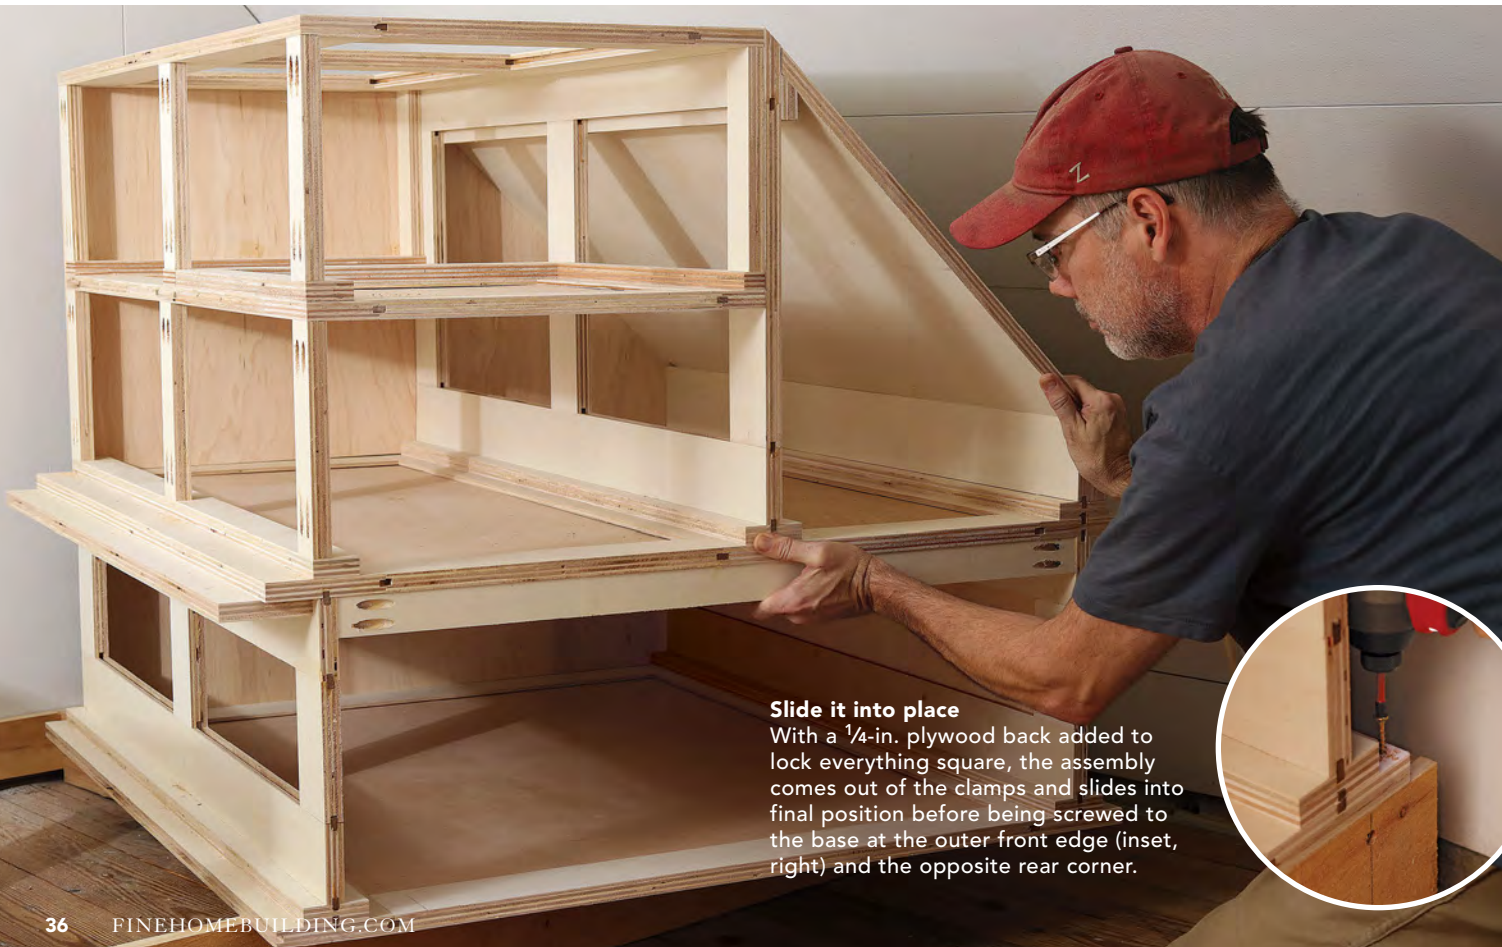 Z
Slide it into place
With a ¼-in. plywood back added to
lock everything square, the assembly
comes out of the clamps and slides into
final position before being screwed to
the base at the outer front edge (inset,
right) and the opposite rear corner.
36 FINEHOMEBUILDING.COM